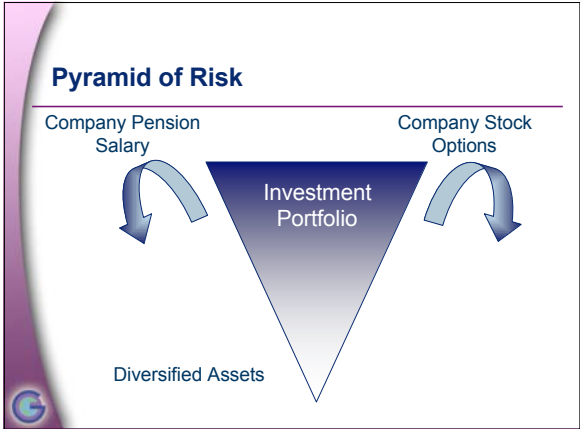 Pyramid of Risk
Company Pension
Salary
Company Stock
Options
Investment
Portfolio
Diversified Assets
G